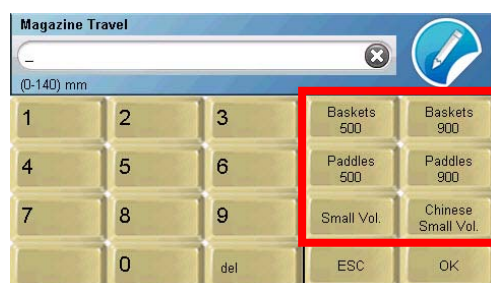 Magazine Travel
_
(0-140) mm
1 2 3 Baskets 500 Baskets 900
4 5 6 Paddles 500 Paddles 900
7 8 9 Small Vol. Chinese Small Vol.
0 del ESC OK